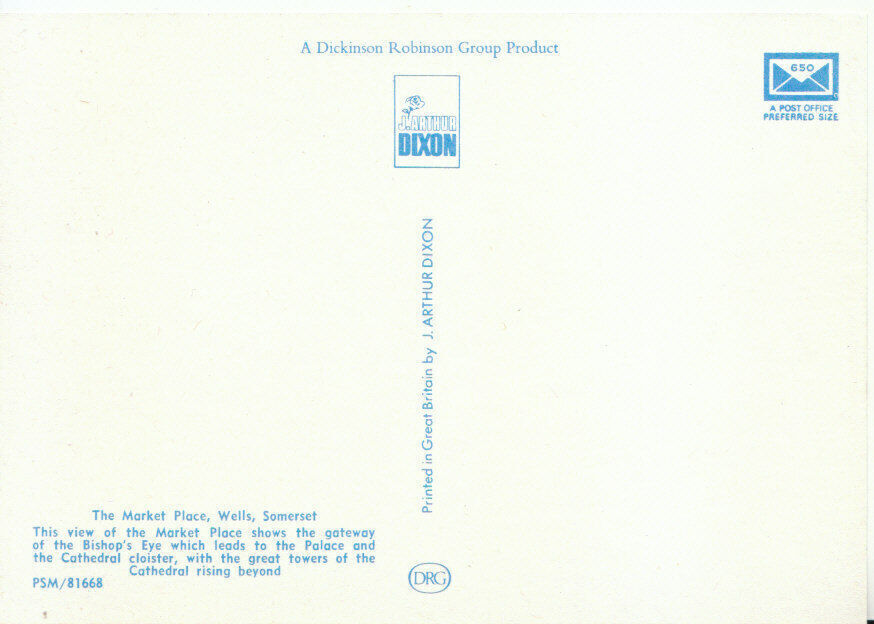 A Dickinson Robinson Group Product
650
A POST OFFICE
PREFERRED SIZE
J. ARTHUR
DIXON
Printed in Great Britain by J. ARTHUR DIXON
The Market Place, Wells, Somerset
This view of the Market Place shows the gateway
of the Bishop's Eye which leads to the Palace and
the Cathedral cloister, with the great towers of the
Cathedral rising beyond
PSM/81668
DRG